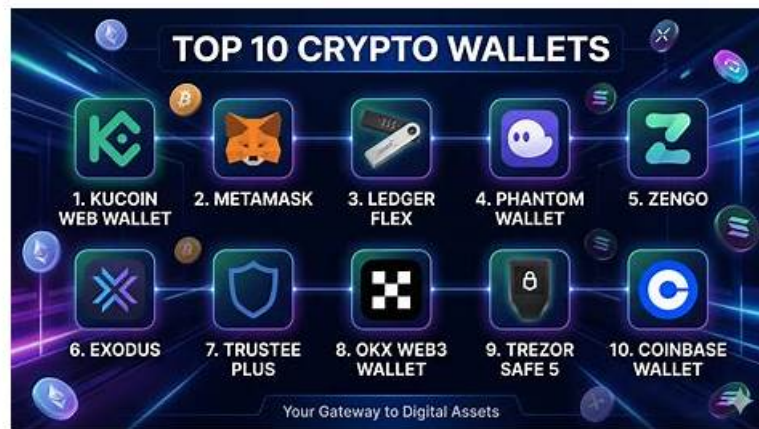 TOP 10 CRYPTO WALLETS
1. KUCOIN
WEB WALLET
2. METAMASK
3. LEDGER
FLEX
4. PHANTOM
WALLET
5. ZENGO
6. EXODUS
7. TRUSTEE
PLUS
8. OKX WEB3
WALLET
9. TREZOR
SAFE 5
10. COINBASE
WALLET
Your Gateway to Digital Assets